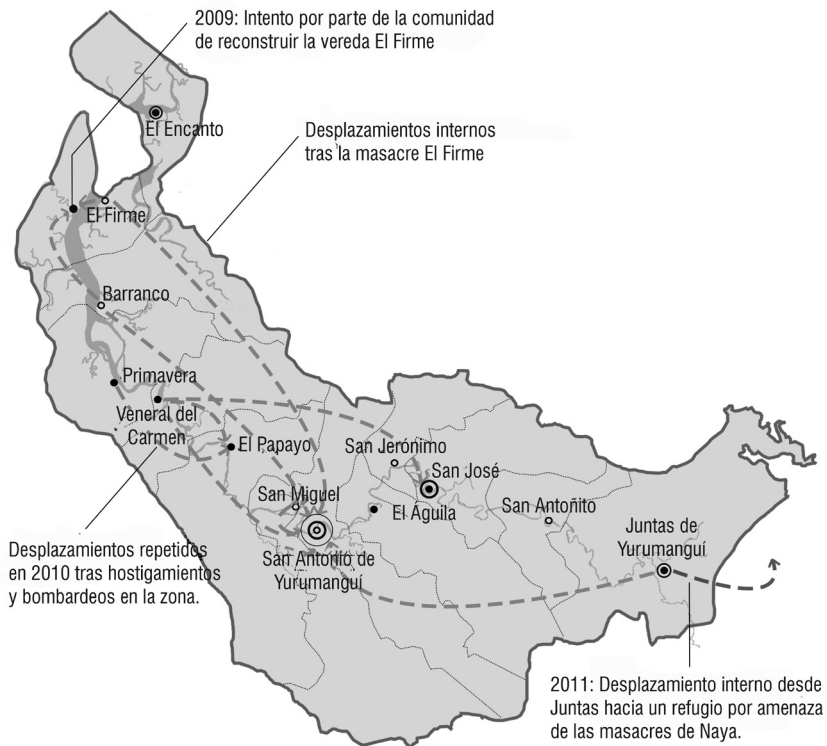 2009: Intento por parte de la comunidad
de reconstruir la vereda El Firme
El Encanto
Desplazamientos internos
tras la masacre El Firme
El Firme
Barranco
Primavera
Veneral del
Carmen
El Papayo
San Jerónimo
San José
San Miguel
El Águila
San Antoñito
San Antonio de
Yurumanguí
Juntas de
Yurumanguí
Desplazamientos repetidos
en 2010 tras hostigamientos
y bombardeos en la zona.
2011: Desplazamiento interno desde
Juntas hacia un refugio por amenaza
de las masacres de Naya.